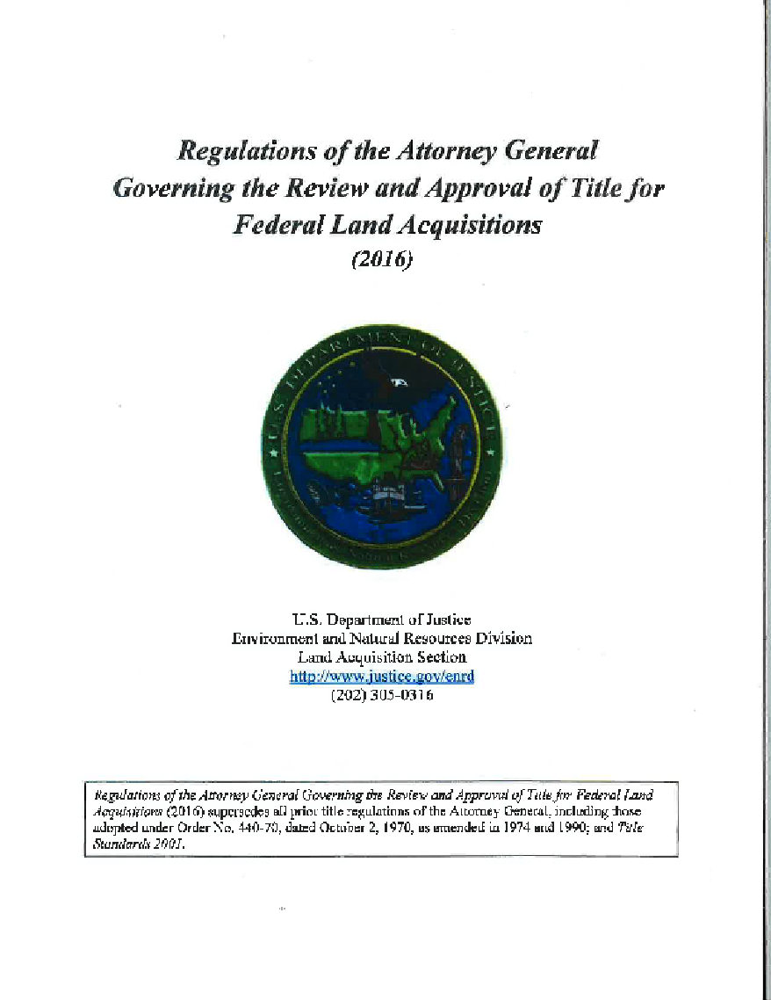 Regulations of the Attorney General
Governing the Review and Approval of Title for
Federal Land Acquisitions
(2016)
U.S. DEPARTMENT OF JUSTICE
U.S. Department of Justice
Environment and Natural Resources Division
Land Acquisition Section
http://www.justice.gov/enrd
(202) 305-0316
Regulations of the Attorney General Governing the Review and Approval of Title for Federal Land
Acquisitions (2016) supersedes all prior title regulations of the Attorney General, including those
adopted under Order No. 440-70, dated October 2, 1970, as amended in 1974 and 1990; and Title
Standards 2001.